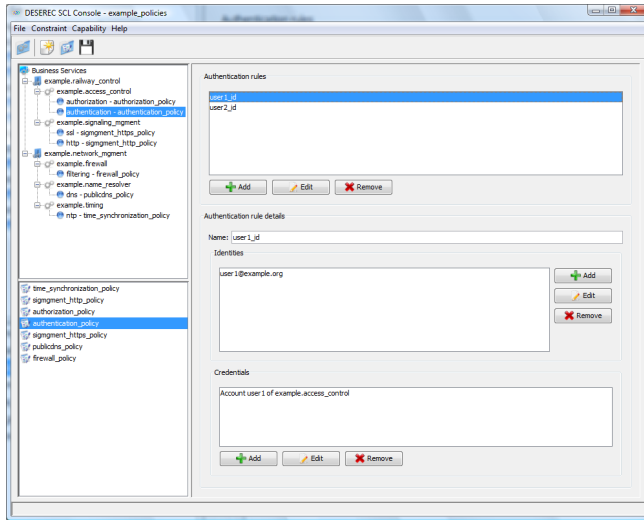 DESEREC SCL Console - example_policies
File Constraint Capability Help
Business Services
example.railway_control
example.access_control
authorization - authorization_policy
authentication - authentication_policy
example.signaling_mgment
ssl - sigmgment_https_policy
http - sigmgment_http_policy
example.network_mgment
example.firewall
filtering - firewall_policy
example.name_resolver
dns - publicdns_policy
example.timing
ntp - time_synchronization_policy
time_synchronization_policy
sigmgment_http_policy
authorization_policy
authentication_policy
sigmgment_https_policy
publicdns_policy
firewall_policy
Authentication rules
user1_id
user2_id
Add Edit Remove
Authentication rule details
Name: user1_id
Identities
user1@example.org
Add
Edit
Remove
Credentials
Account user1 of example.access_control
Add Edit Remove